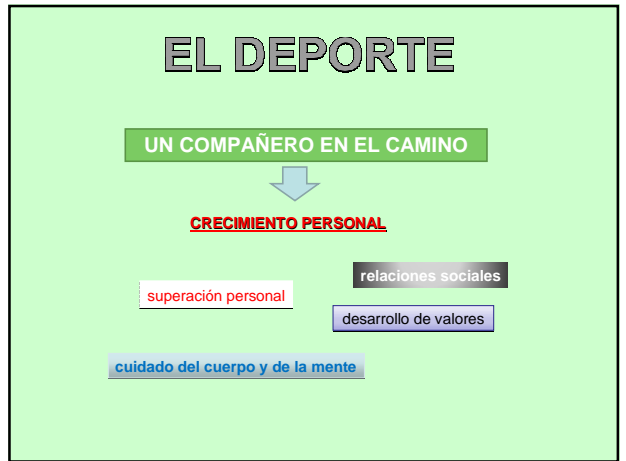 EL DEPORTE
UN COMPAÑERO EN EL CAMINO
CRECIMIENTO PERSONAL
relaciones sociales
superación personal
desarrollo de valores
cuidado del cuerpo y de la mente